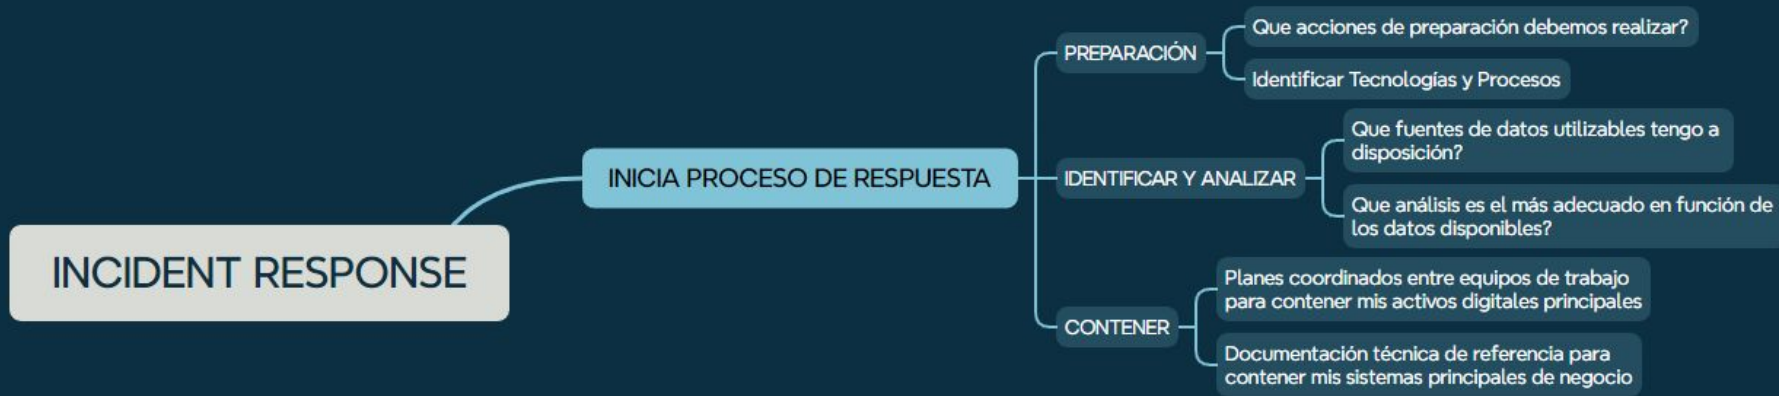 INCIDENT RESPONSE
INICIA PROCESO DE RESPUESTA
PREPARACIÓN
Que acciones de preparación debemos realizar?
Identificar Tecnologías y Procesos
IDENTIFICAR Y ANALIZAR
Que fuentes de datos utilizables tengo a
disposición?
Que análisis es el más adecuado en función de
los datos disponibles?
CONTENER
Planes coordinados entre equipos de trabajo
para contener mis activos digitales principales
Documentación técnica de referencia para
contener mis sistemas principales de negocio